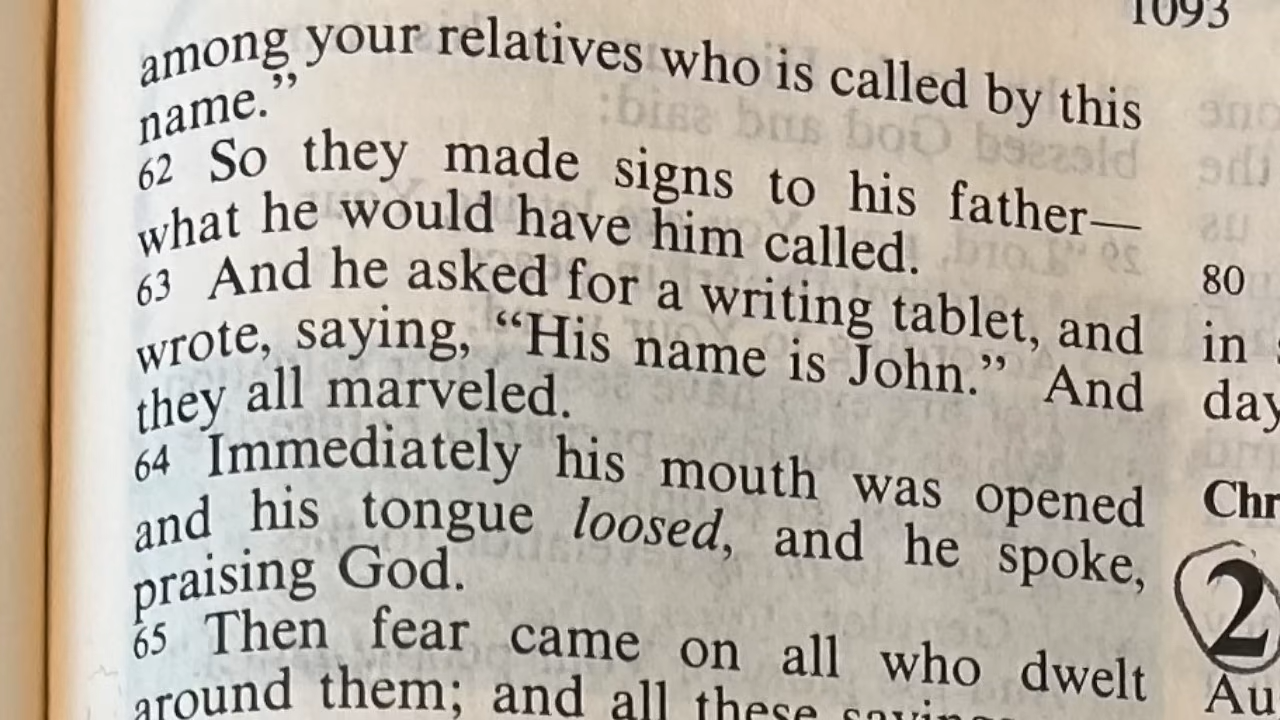 1093
among your relatives who is called by this
name.”
62 So they made signs to his father—
what he would have him called.
63 And he asked for a writing tablet, and
wrote, saying, “His name is John.” And
they all marveled.
64 Immediately his mouth was opened
and his tongue loosed, and he spoke,
praising God.
65 Then fear came on all who dwelt
around them; and all these sayings
80
in
day
Chr
2
Au